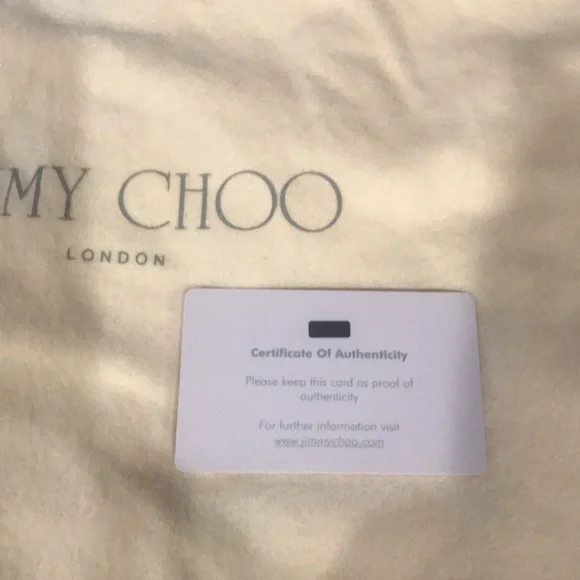 MY CHOO
LONDON
Certificate Of Authenticity
Please keep this card as proof of
authenticity
For further information visit
www.jimmychoo.com